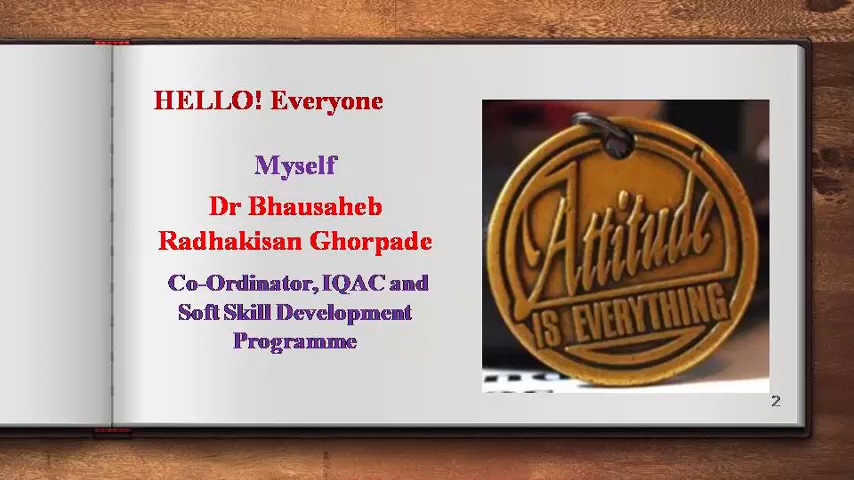 HELLO! Everyone
Myself
Dr Bhausaheb
Radhakisan Ghorpade
Co-Ordinator, IQAC and
Soft Skill Development
Programme
Attitude
IS EVERYTHING
2